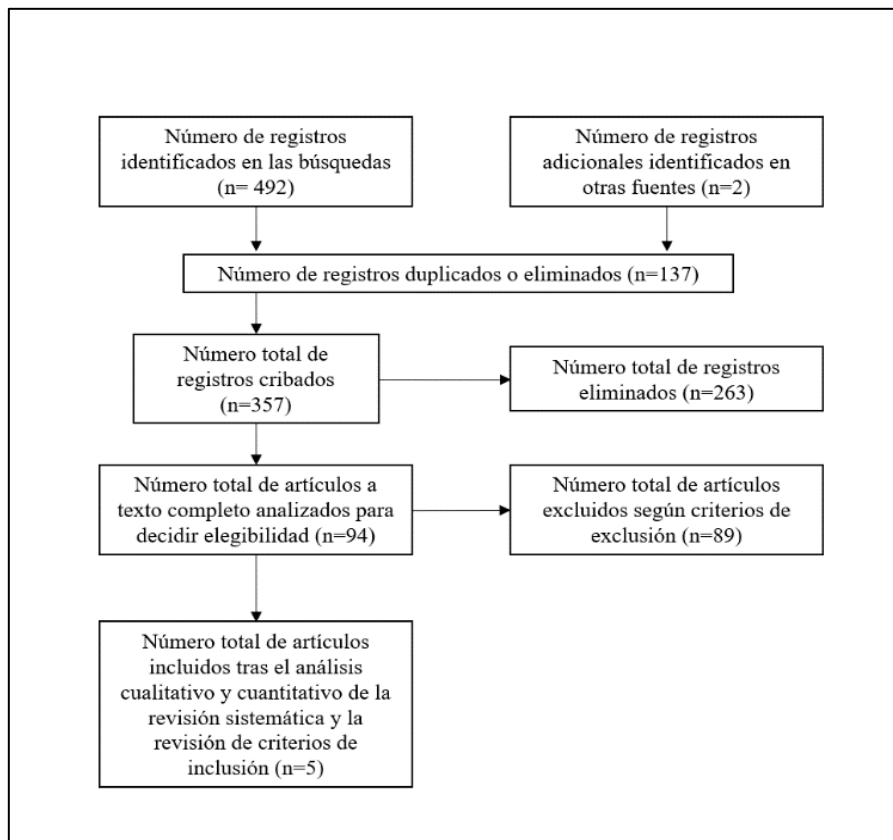 Número de registros
identificados en las búsquedas
(n= 492)
Número de registros
adicionales identificados en
otras fuentes (n=2)
Número de registros duplicados o eliminados (n=137)
Número total de
registros cribados
(n=357)
Número total de registros
eliminados (n=263)
Número total de artículos a
texto completo analizados para
decidir elegibilidad (n=94)
Número total de artículos
excluidos según criterios de
exclusión (n=89)
Número total de artículos
incluidos tras el análisis
cualitativo y cuantitativo de la
revisión sistemática y la
revisión de criterios de
inclusión (n=5)